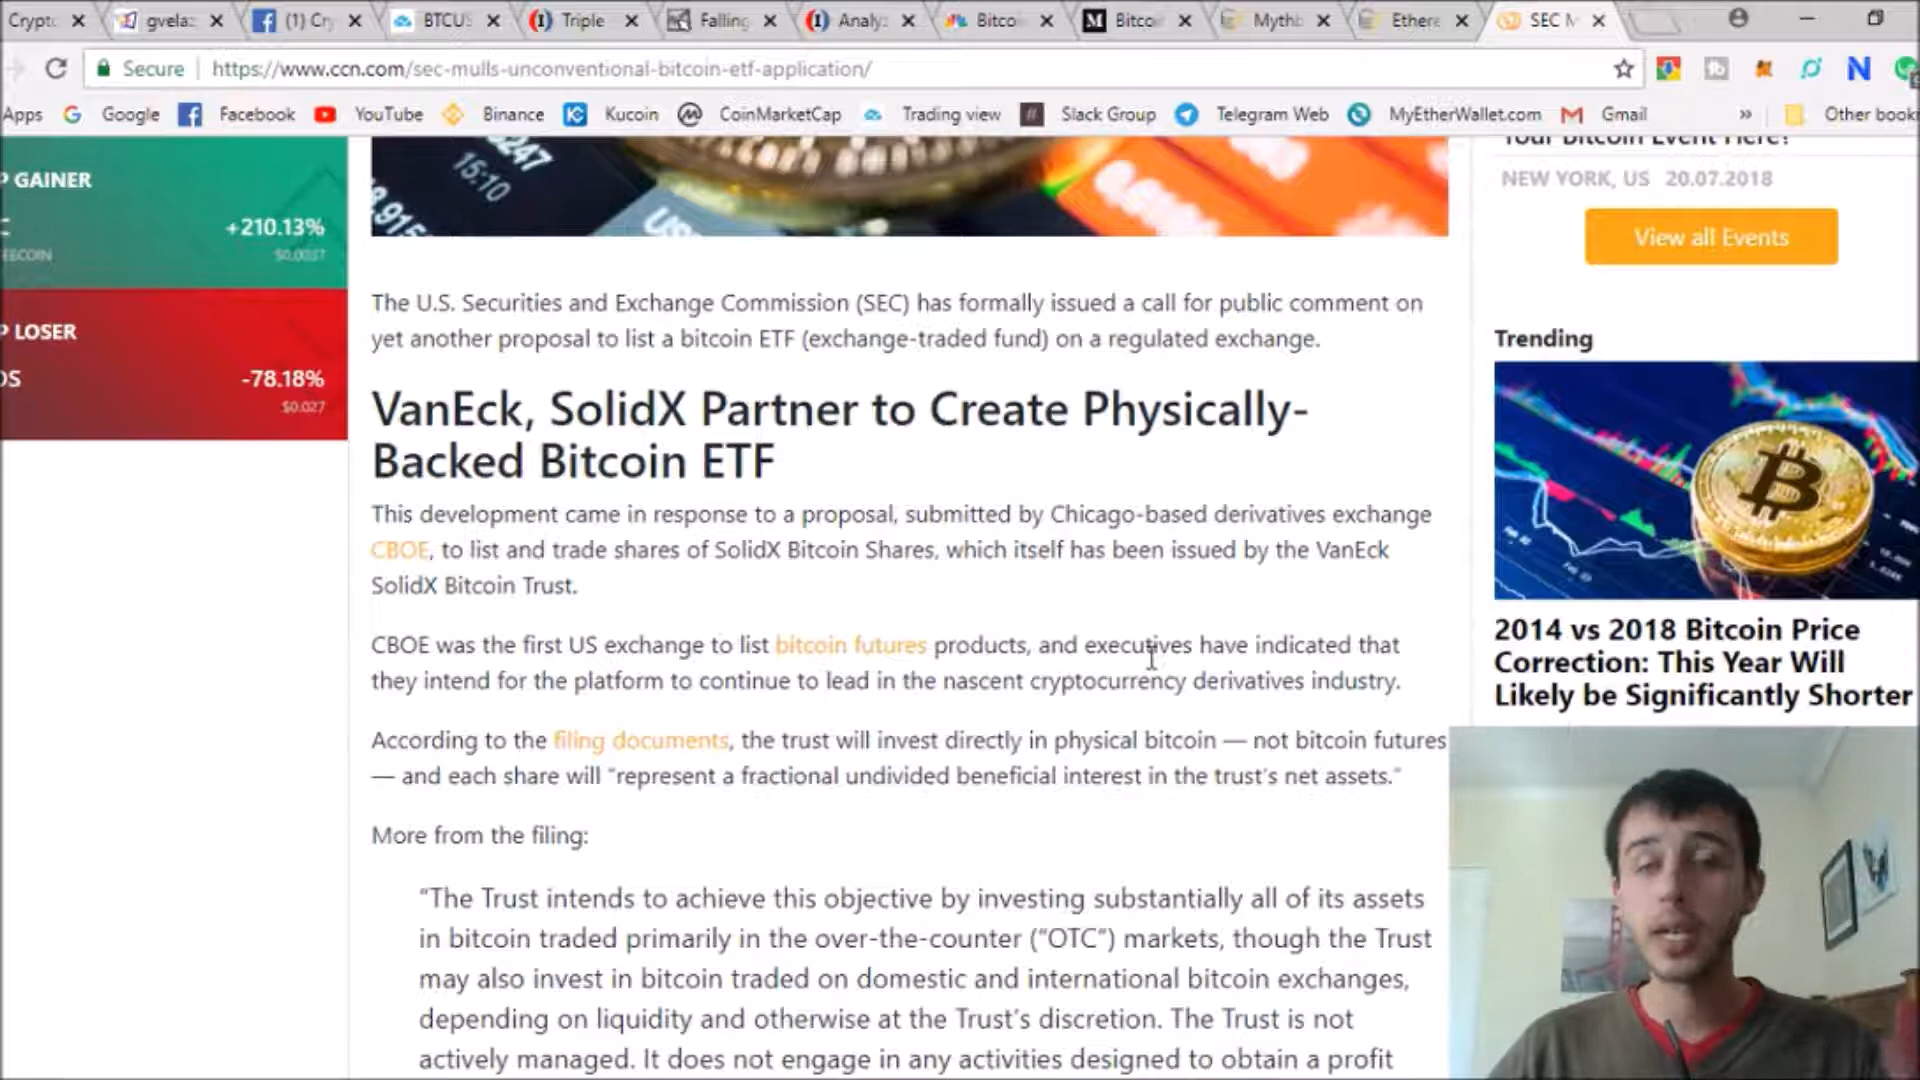 Crypto
gvelaz
(1) Cry
BTCUS
Triple
Falling
Analy
Bitco
Bitco
Mythb
Ethere
SEC M
Secure https://www.ccn.com/sec-mulls-unconventional-bitcoin-etf-application/
Apps Google Facebook YouTube Binance Kucoin CoinMarketCap Trading view Slack Group Telegram Web MyEtherWallet.com Gmail » Other book
P GAINER
+210.13%
$0.0037
P LOSER
OS -78.18%
$0.027
15:10
The U.S. Securities and Exchange Commission (SEC) has formally issued a call for public comment on
yet another proposal to list a bitcoin ETF (exchange-traded fund) on a regulated exchange.
VanEck, SolidX Partner to Create Physically-
Backed Bitcoin ETF
This development came in response to a proposal, submitted by Chicago-based derivatives exchange
CBOE, to list and trade shares of SolidX Bitcoin Shares, which itself has been issued by the VanEck
SolidX Bitcoin Trust.
CBOE was the first US exchange to list bitcoin futures products, and executives have indicated that
they intend for the platform to continue to lead in the nascent cryptocurrency derivatives industry.
According to the filing documents, the trust will invest directly in physical bitcoin — not bitcoin futures
— and each share will "represent a fractional undivided beneficial interest in the trust's net assets."
More from the filing:
"The Trust intends to achieve this objective by investing substantially all of its assets
in bitcoin traded primarily in the over-the-counter ("OTC") markets, though the Trust
may also invest in bitcoin traded on domestic and international bitcoin exchanges,
depending on liquidity and otherwise at the Trust's discretion. The Trust is not
actively managed. It does not engage in any activities designed to obtain a profit
Your Bitcoin Event Here?
NEW YORK, US 20.07.2018
View all Events
Trending
2014 vs 2018 Bitcoin Price
Correction: This Year Will
Likely be Significantly Shorter